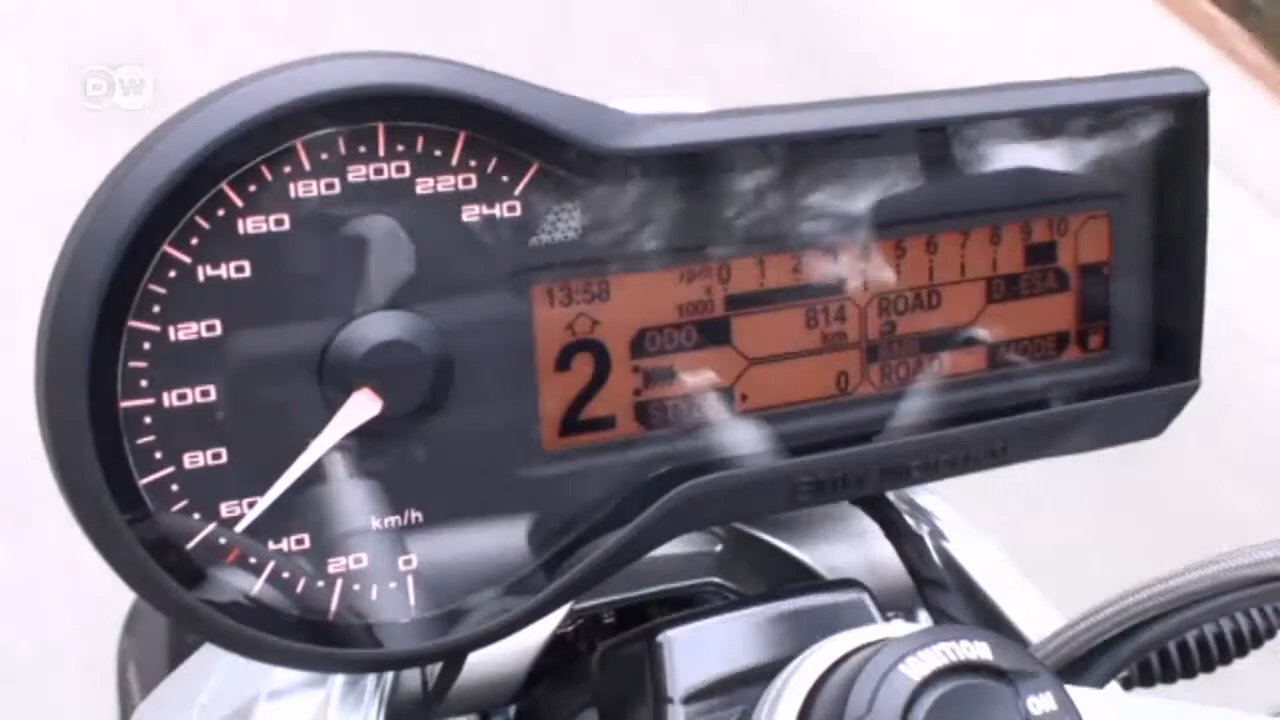 DW
200
180
220
160
240
140
120
100
80
60
40
20
0
km/h
13:58
rpm
x
1000
0 1 2 5 6 7 8 9 10
2
ODO
814
km
0
ROAD
D-ESA
ROAD
MODE
IGNITION
ON